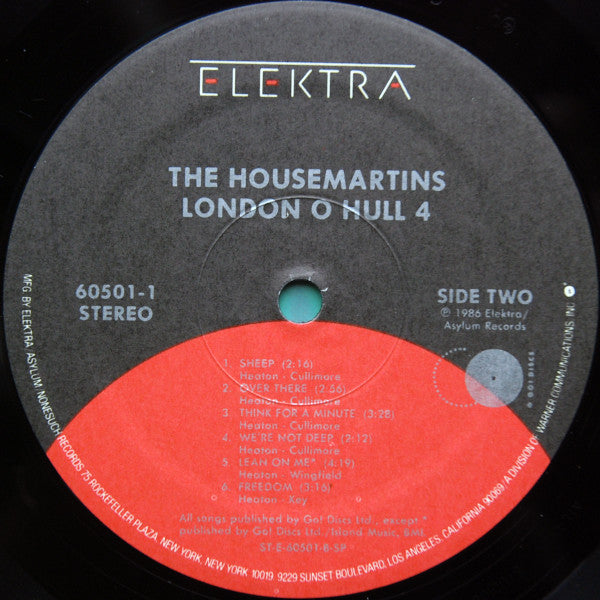 ELEKTRA
THE HOUSEMARTINS
LONDON O HULL 4
60501-1
STEREO
SIDE TWO
℗ 1986 Elektra/
Asylum Records
1. SHEEP (2:16)
Heaton - Cullimore
2. OVER THERE (2:56)
Heaton - Cullimore
3. THINK FOR A MINUTE (3:28)
Heaton - Cullimore
4. WE'RE NOT DEEP (2:12)
Heaton - Cullimore
5. LEAN ON ME* (4:19)
Heaton - Wingfield
6. FREEDOM (3:16)
Heaton - Key
All songs published by Go! Discs Ltd., except *
published by Go! Discs Ltd./Island Music, BMI.
ST-E-60501-B-SP
MFG. BY ELEKTRA/ASYLUM/NONESUCH RECORDS 75 ROCKEFELLER PLAZA, NEW YORK, NEW YORK 10019. 9229 SUNSET BOULEVARD, LOS ANGELES, CALIFORNIA 90069/A DIVISION OF WARNER COMMUNICATIONS INC.
GO! DISCS